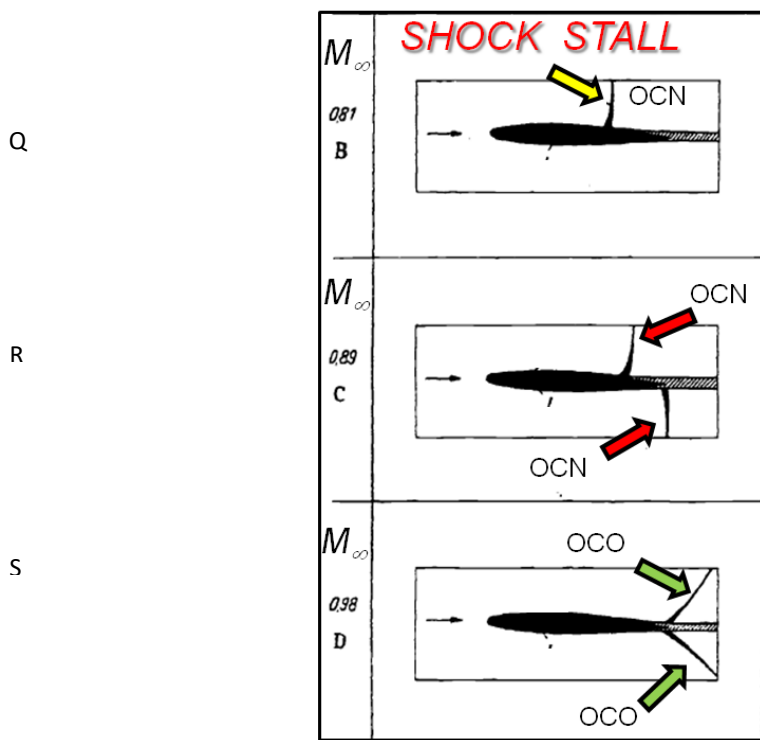 SHOCK STALL
M∞
OCN
0,81
Q
B
M∞
OCN
0,89
R
C
OCN
M∞
OCO
S
0,98
D
OCO